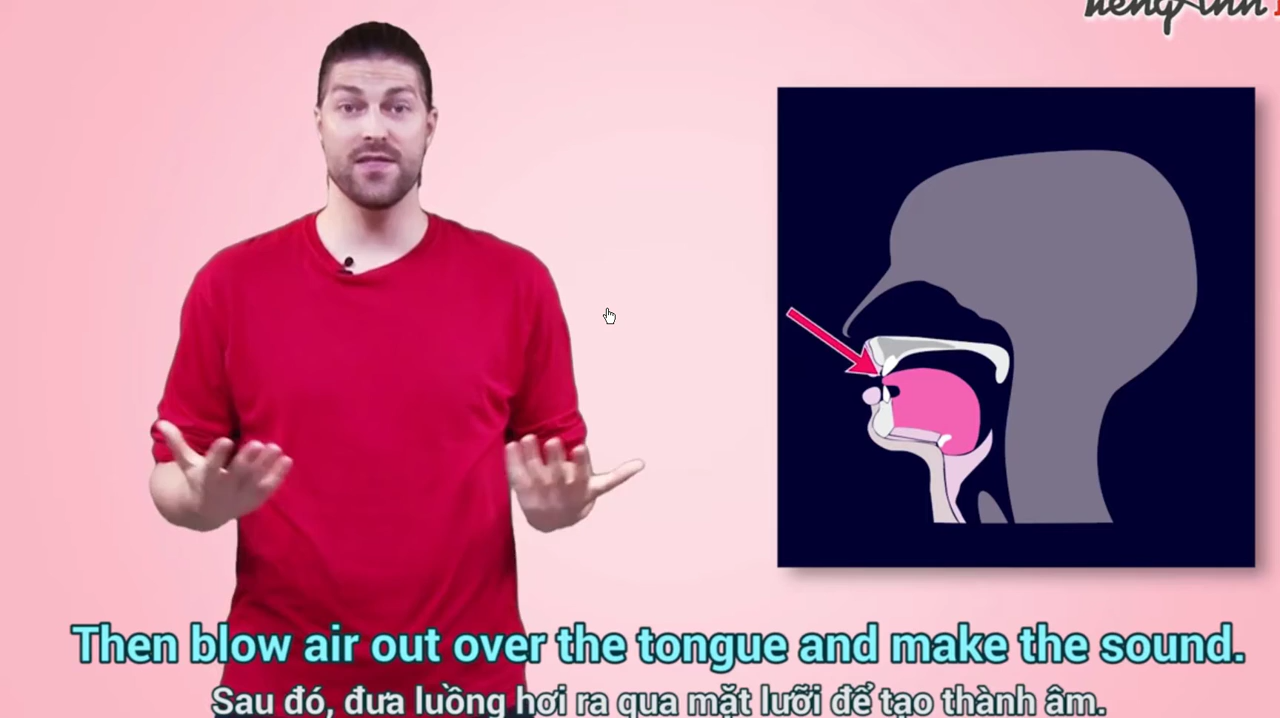 TiếngAnh
Then blow air out over the tongue and make the sound.
Sau đó, đưa luồng hơi ra qua mặt lưỡi để tạo thành âm.